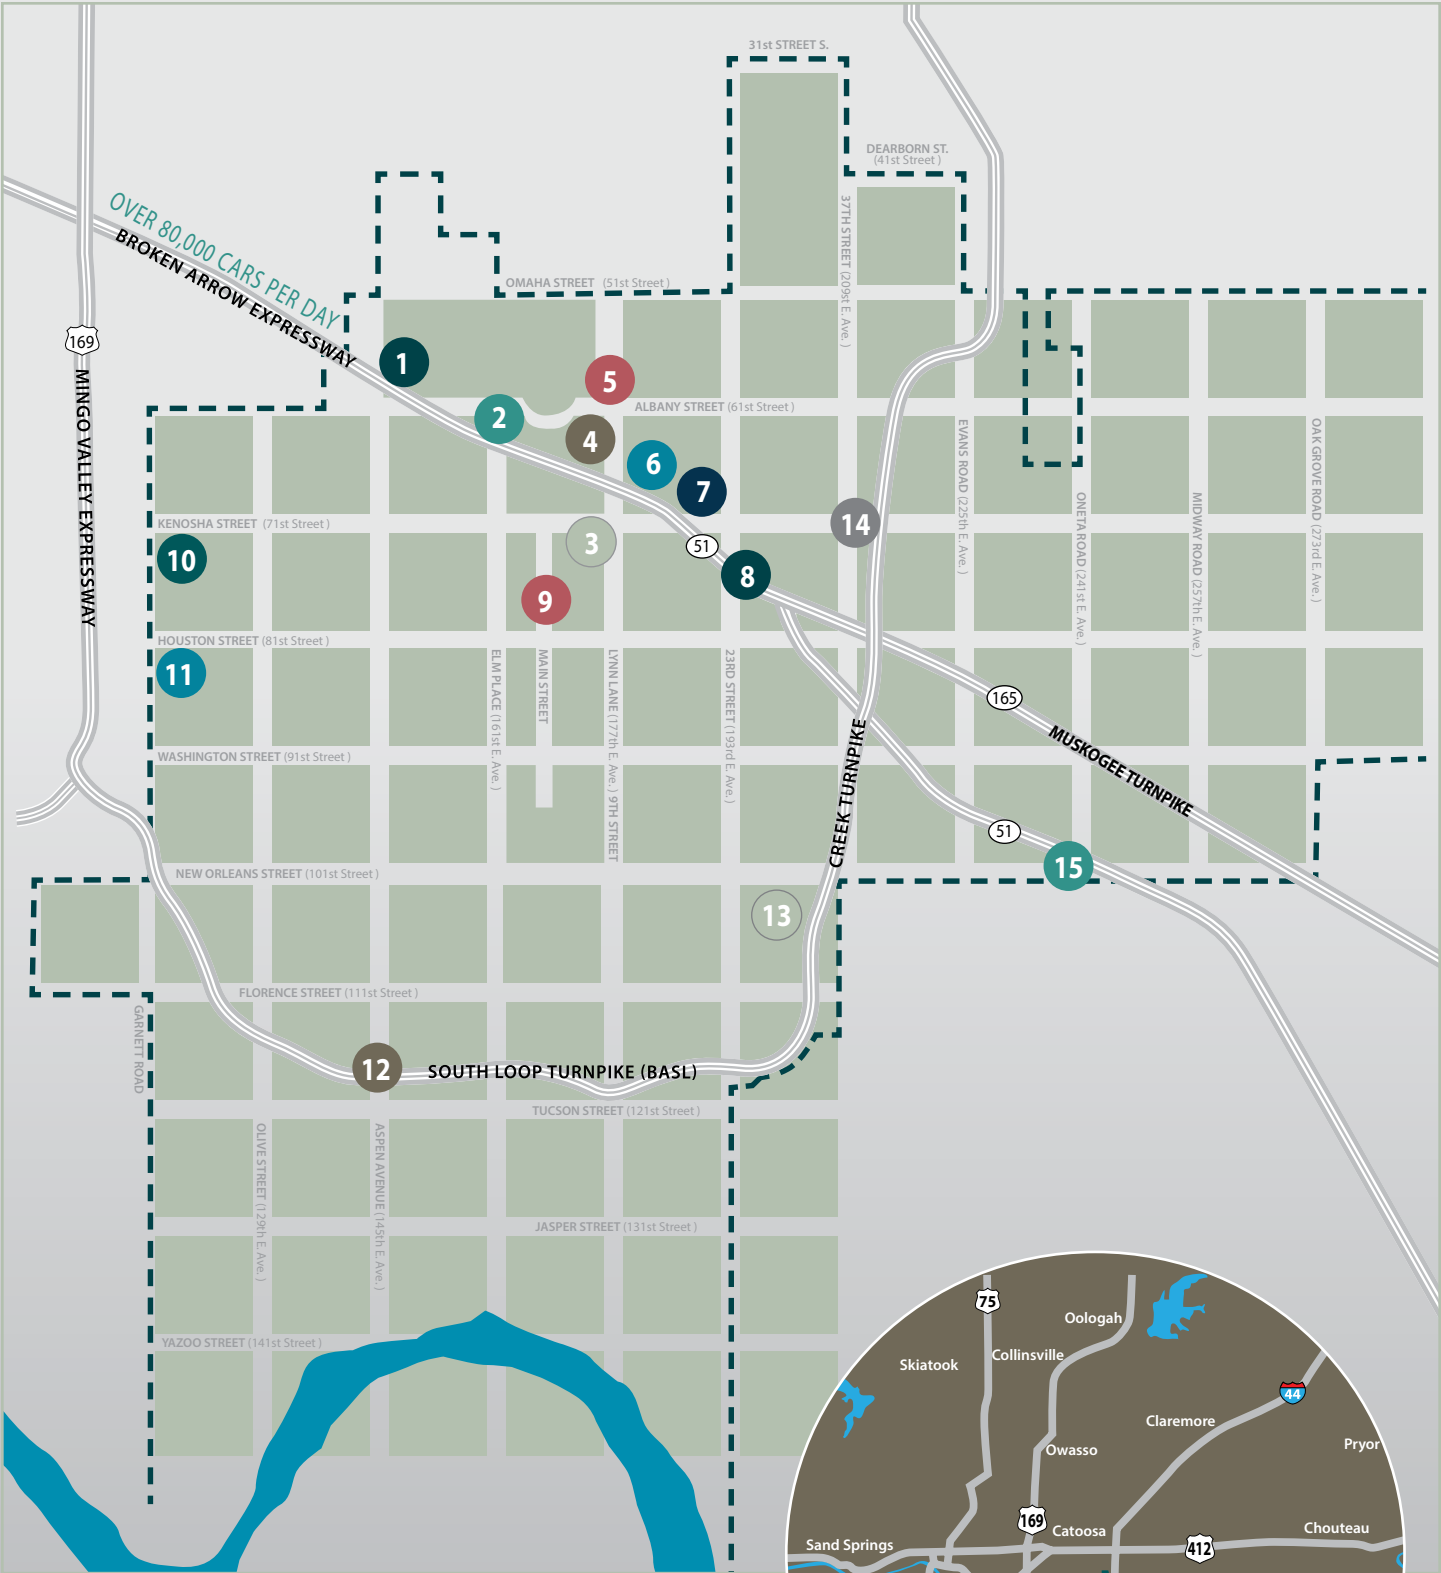 31st STREET S.
DEARBORN ST.
(41st Street )
37TH STREET (209st E. Ave. )
OVER 80,000 CARS PER DAY
BROKEN ARROW EXPRESSWAY
OMAHA STREET (51st Street )
169
MINGO VALLEY EXPRESSWAY
1
5
2
ALBANY STREET (61st Street )
4
6
7
EVANS ROAD (225th E. Ave. )
OAK GROVE ROAD (273rd E. Ave. )
ONETA ROAD (241st E. Ave. )
MIDWAY ROAD (257th E. Ave. )
KENOSHA STREET (71st Street )
14
3
51
10
8
9
HOUSTON STREET (81st Street )
11
ELM PLACE (161st E. Ave. )
MAIN STREET
LYNN LANE (177th E. Ave. ) 9TH STREET
23RD STREET (193rd E. Ave.)
165
MUSKOGEE TURNPIKE
CREEK TURNPIKE
WASHINGTON STREET (91st Street )
51
15
NEW ORLEANS STREET (101st Street )
13
FLORENCE STREET (111st Street )
GARNETT ROAD
12
SOUTH LOOP TURNPIKE (BASL)
TUCSON STREET (121st Street )
OLIVE STREET (129th E. Ave. )
ASPEN AVENUE (145th E. Ave. )
JASPER STREET (131st Street )
YAZOO STREET (141st Street )
75
Oologah
Skiatook
Collinsville
44
Claremore
Pryor
Owasso
169
Catoosa
Chouteau
Sand Springs
412